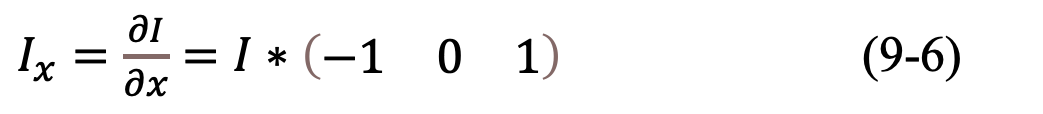 I_x = ∂I/∂x = I * (−1 0 1) (9-6)